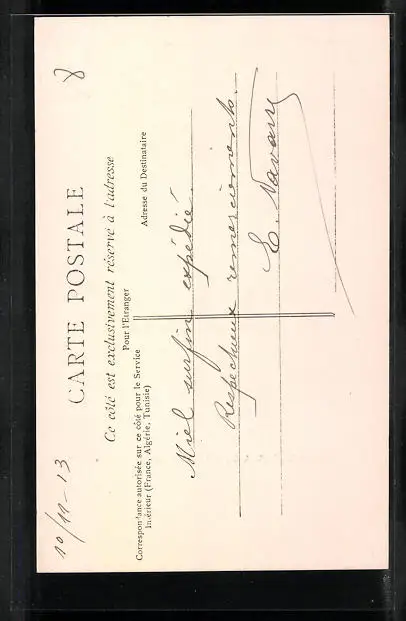 10/11-13
8
CARTE POSTALE
Ce côté est exclusivement réservé à l'adresse
Pour l'Etranger
Correspondance autorisée sur ce côté pour le Service
Intérieur (France, Algérie, Tunisie)
Adresse du Destinataire
Miel surfin expédié.
Respectueux remerciements.
E. Navarre